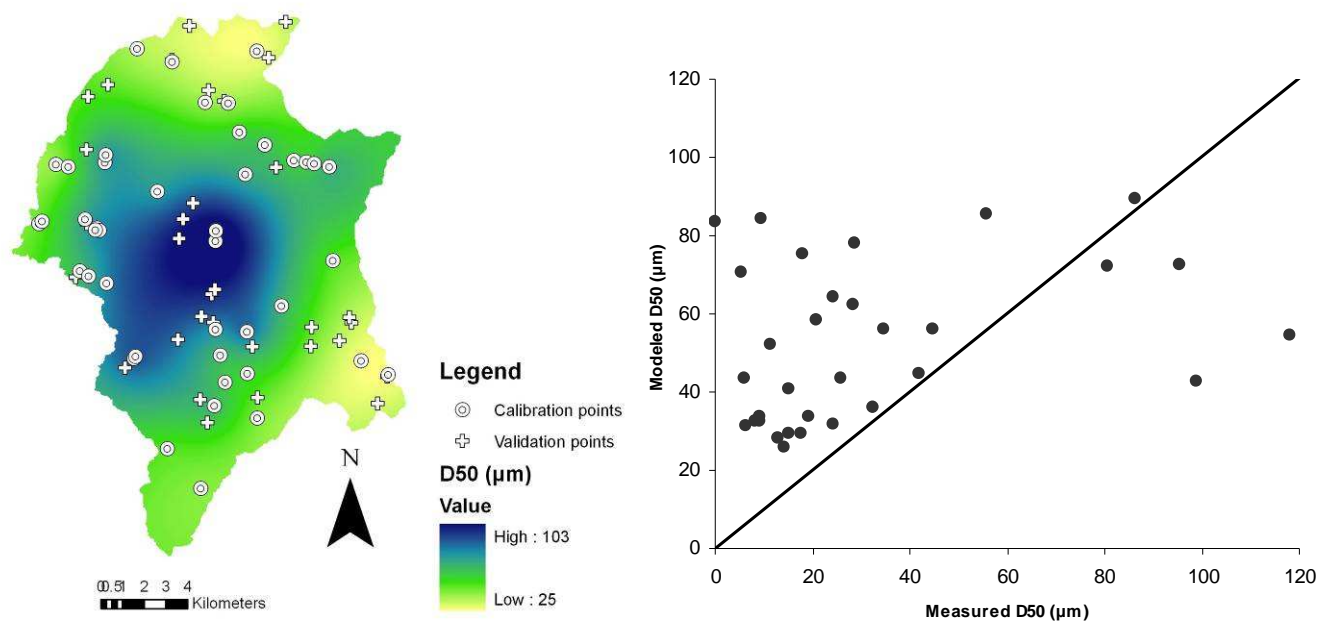 Legend
Calibration points
Validation points
D50 (µm)
Value
High : 103
Low : 25
N
0 0.5 1 2 3 4
Kilometers
120
100
80
60
40
20
0
Modeled D50 (µm)
0 20 40 60 80 100 120
Measured D50 (µm)